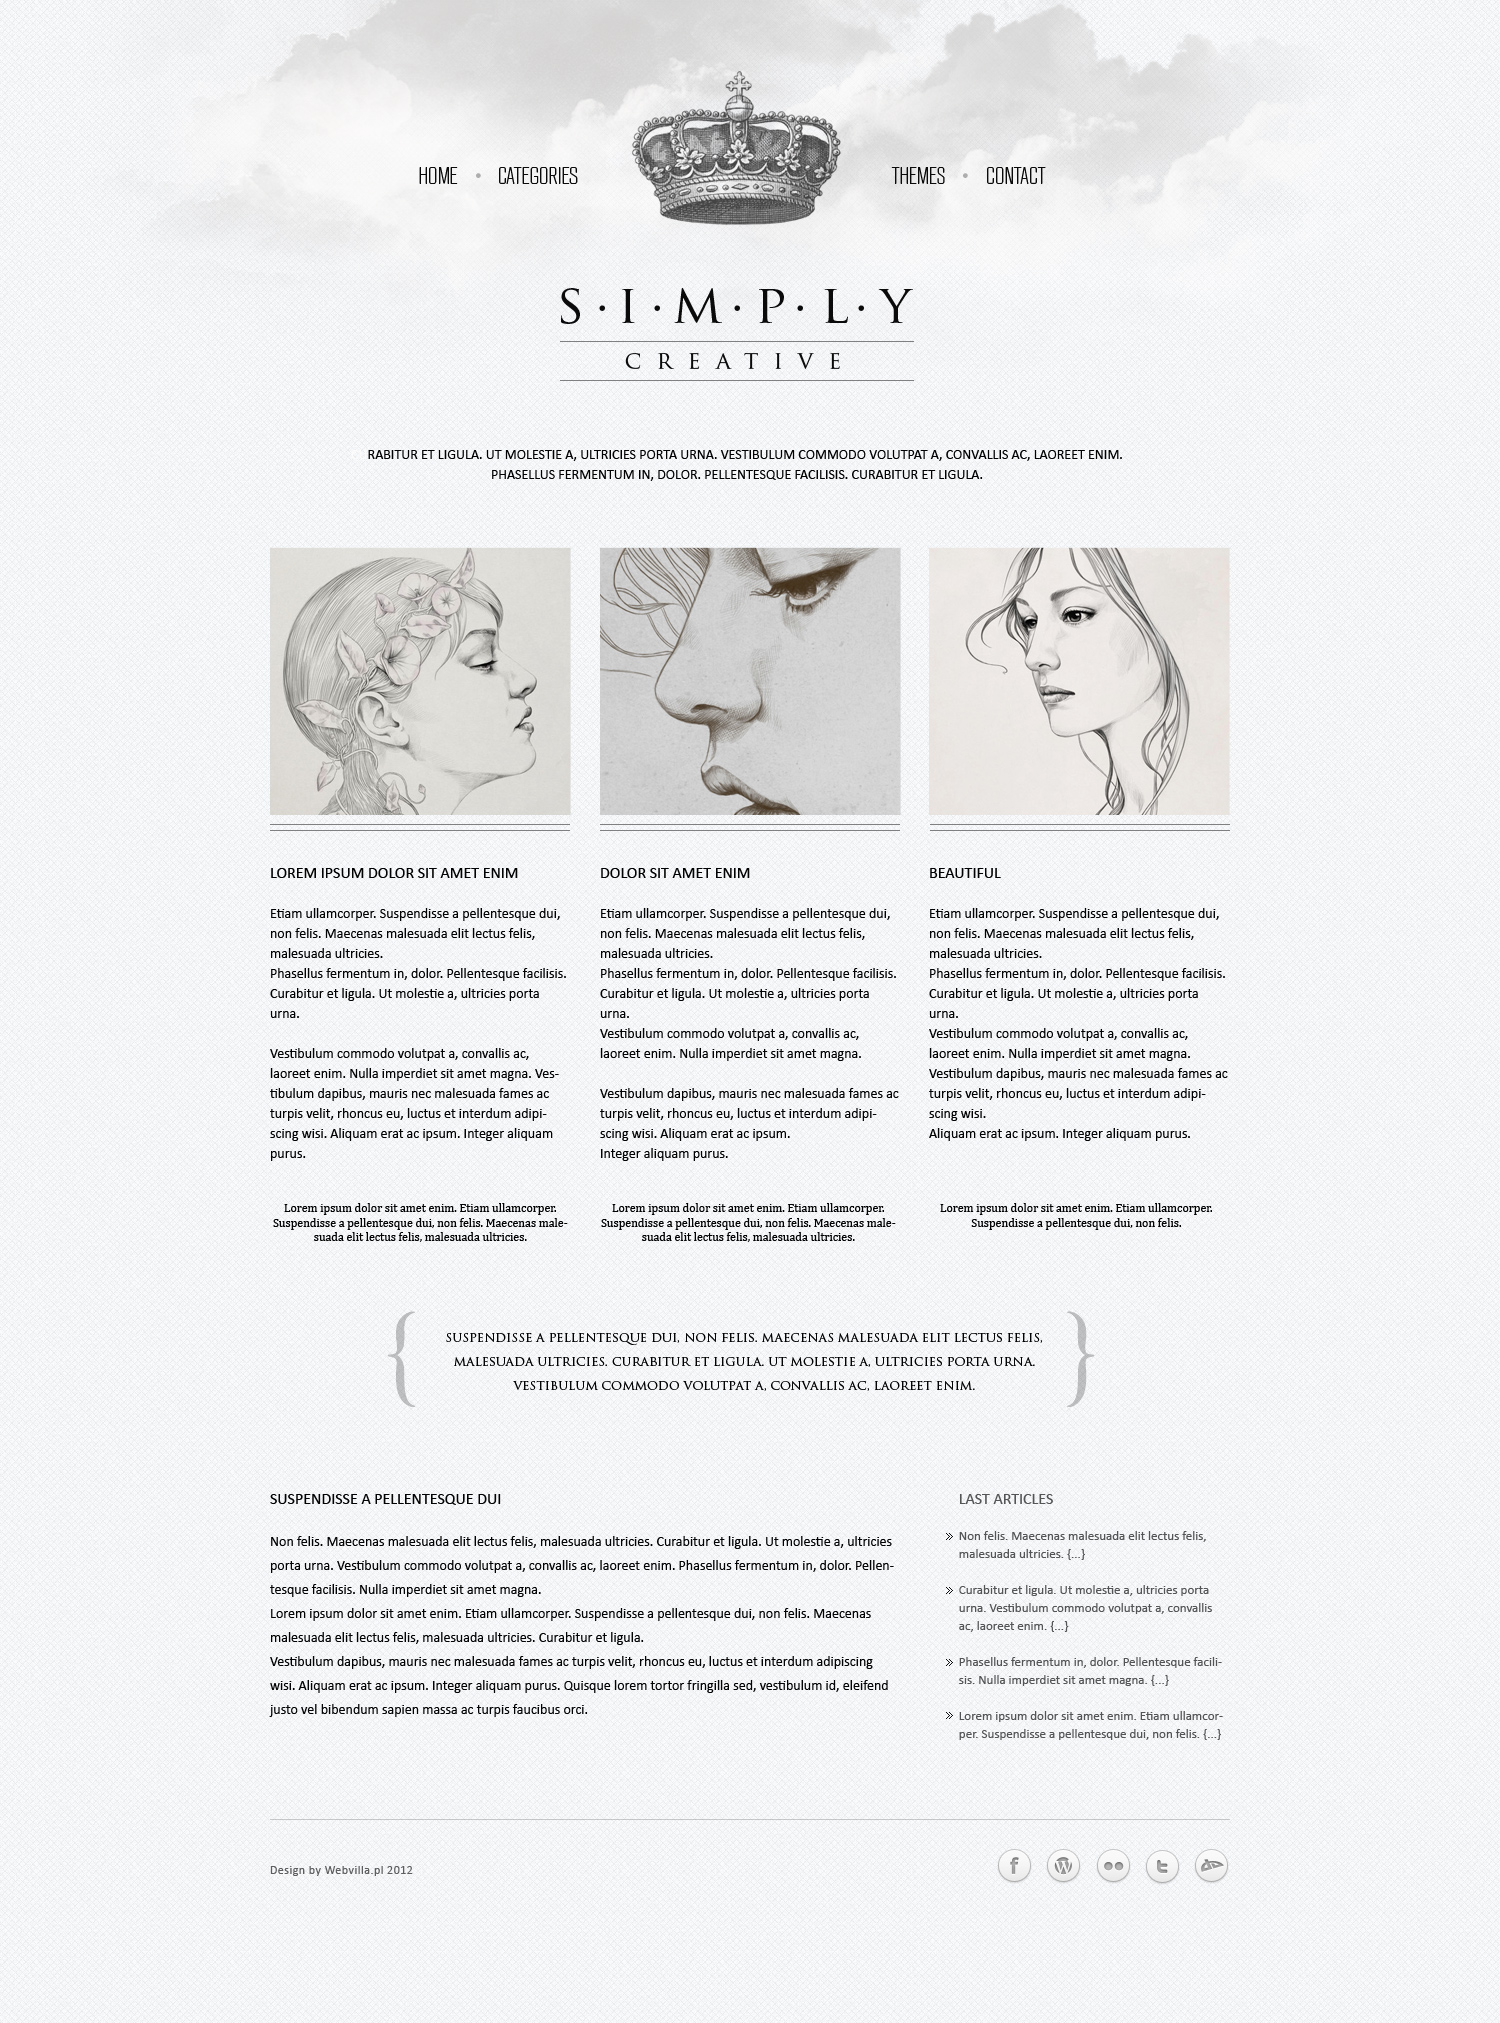 HOME • CATEGORIES THEMES • CONTACT
S·I·M·P·L·Y
CREATIVE
RABITUR ET LIGULA. UT MOLESTIE A, ULTRICIES PORTA URNA. VESTIBULUM COMMODO VOLUTPAT A, CONVALLIS AC, LAOREET ENIM.
PHASELLUS FERMENTUM IN, DOLOR. PELLENTESQUE FACILISIS. CURABITUR ET LIGULA.
LOREM IPSUM DOLOR SIT AMET ENIM
Etiam ullamcorper. Suspendisse a pellentesque dui,
non felis. Maecenas malesuada elit lectus felis,
malesuada ultricies.
Phasellus fermentum in, dolor. Pellentesque facilisis.
Curabitur et ligula. Ut molestie a, ultricies porta
urna.
Vestibulum commodo volutpat a, convallis ac,
laoreet enim. Nulla imperdiet sit amet magna. Ves-
tibulum dapibus, mauris nec malesuada fames ac
turpis velit, rhoncus eu, luctus et interdum adipi-
scing wisi. Aliquam erat ac ipsum. Integer aliquam
purus.
Lorem ipsum dolor sit amet enim. Etiam ullamcorper.
Suspendisse a pellentesque dui, non felis. Maecenas male-
suada elit lectus felis, malesuada ultricies.
DOLOR SIT AMET ENIM
Etiam ullamcorper. Suspendisse a pellentesque dui,
non felis. Maecenas malesuada elit lectus felis,
malesuada ultricies.
Phasellus fermentum in, dolor. Pellentesque facilisis.
Curabitur et ligula. Ut molestie a, ultricies porta
urna.
Vestibulum commodo volutpat a, convallis ac,
laoreet enim. Nulla imperdiet sit amet magna.
Vestibulum dapibus, mauris nec malesuada fames ac
turpis velit, rhoncus eu, luctus et interdum adipi-
scing wisi. Aliquam erat ac ipsum.
Integer aliquam purus.
Lorem ipsum dolor sit amet enim. Etiam ullamcorper.
Suspendisse a pellentesque dui, non felis. Maecenas male-
suada elit lectus felis, malesuada ultricies.
BEAUTIFUL
Etiam ullamcorper. Suspendisse a pellentesque dui,
non felis. Maecenas malesuada elit lectus felis,
malesuada ultricies.
Phasellus fermentum in, dolor. Pellentesque facilisis.
Curabitur et ligula. Ut molestie a, ultricies porta
urna.
Vestibulum commodo volutpat a, convallis ac,
laoreet enim. Nulla imperdiet sit amet magna.
Vestibulum dapibus, mauris nec malesuada fames ac
turpis velit, rhoncus eu, luctus et interdum adipi-
scing wisi.
Aliquam erat ac ipsum. Integer aliquam purus.
Lorem ipsum dolor sit amet enim. Etiam ullamcorper.
Suspendisse a pellentesque dui, non felis.
{ SUSPENDISSE A PELLENTESQUE DUI, NON FELIS. MAECENAS MALESUADA ELIT LECTUS FELIS,
MALESUADA ULTRICIES. CURABITUR ET LIGULA. UT MOLESTIE A, ULTRICIES PORTA URNA.
VESTIBULUM COMMODO VOLUTPAT A, CONVALLIS AC, LAOREET ENIM. }
SUSPENDISSE A PELLENTESQUE DUI
Non felis. Maecenas malesuada elit lectus felis, malesuada ultricies. Curabitur et ligula. Ut molestie a, ultricies
porta urna. Vestibulum commodo volutpat a, convallis ac, laoreet enim. Phasellus fermentum in, dolor. Pellen-
tesque facilisis. Nulla imperdiet sit amet magna.
Lorem ipsum dolor sit amet enim. Etiam ullamcorper. Suspendisse a pellentesque dui, non felis. Maecenas
malesuada elit lectus felis, malesuada ultricies. Curabitur et ligula.
Vestibulum dapibus, mauris nec malesuada fames ac turpis velit, rhoncus eu, luctus et interdum adipiscing
wisi. Aliquam erat ac ipsum. Integer aliquam purus. Quisque lorem tortor fringilla sed, vestibulum id, eleifend
justo vel bibendum sapien massa ac turpis faucibus orci.
LAST ARTICLES
» Non felis. Maecenas malesuada elit lectus felis,
malesuada ultricies. {...}
» Curabitur et ligula. Ut molestie a, ultricies porta
urna. Vestibulum commodo volutpat a, convallis
ac, laoreet enim. {...}
» Phasellus fermentum in, dolor. Pellentesque facili-
sis. Nulla imperdiet sit amet magna. {...}
» Lorem ipsum dolor sit amet enim. Etiam ullamcor-
per. Suspendisse a pellentesque dui, non felis. {...}
Design by Webvilla.pl 2012